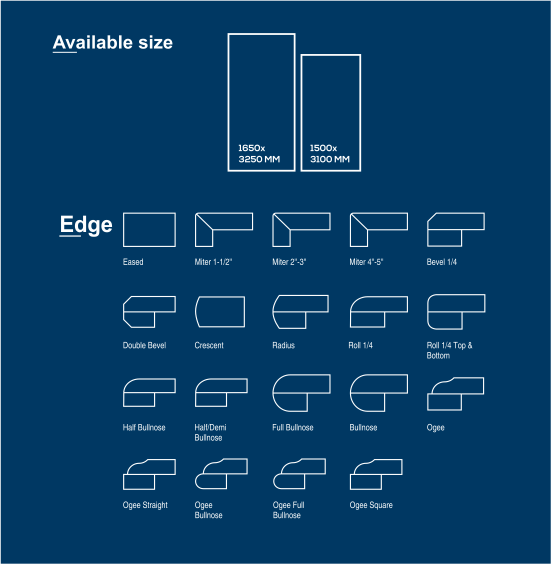 Available size
1650x
3250 MM
1500x
3100 MM
Edge
Eased
Miter 1-1/2"
Miter 2"-3"
Miter 4"-5"
Bevel 1/4
Double Bevel
Crescent
Radius
Roll 1/4
Roll 1/4 Top &
Bottom
Half Bullnose
Half/Demi
Bullnose
Full Bullnose
Bullnose
Ogee
Ogee Straight
Ogee
Bullnose
Ogee Full
Bullnose
Ogee Square